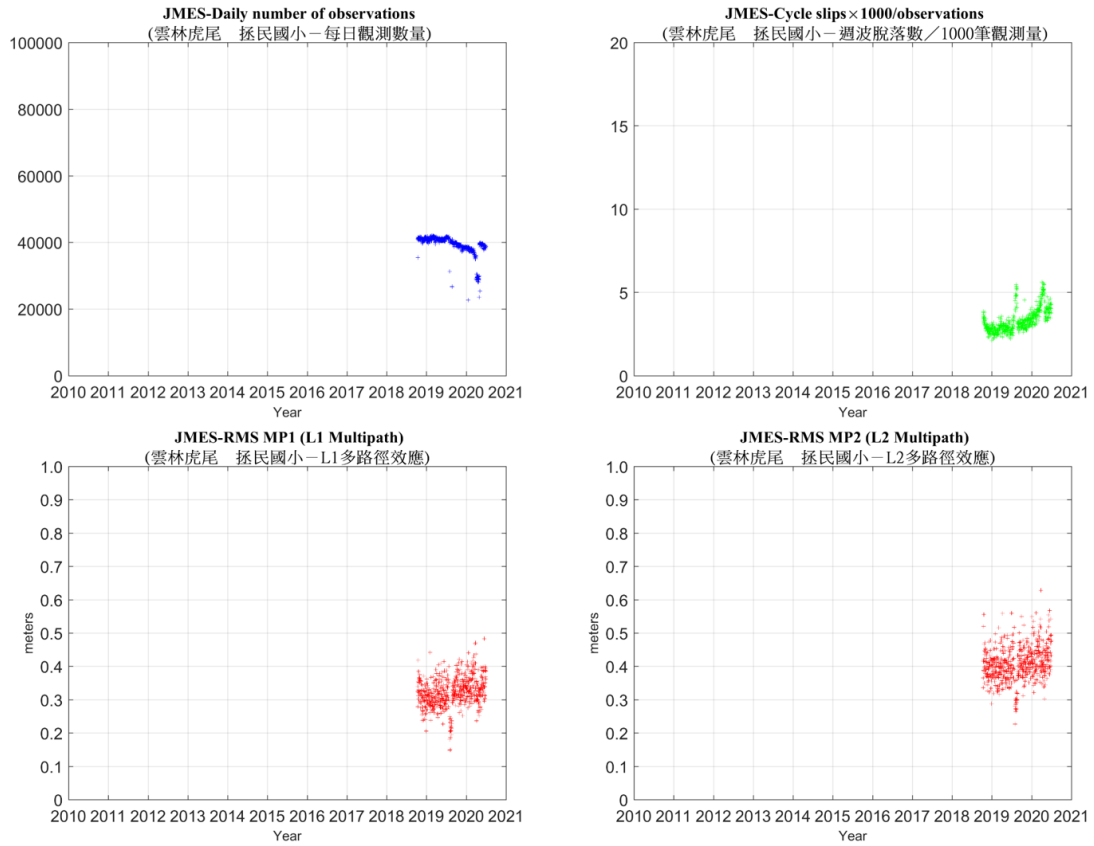 JMES-Daily number of observations
(雲林虎尾　拯民國小－每日觀測數量)
100000
80000
60000
40000
20000
0
2010 2011 2012 2013 2014 2015 2016 2017 2018 2019 2020 2021
Year
JMES-Cycle slips×1000/observations
(雲林虎尾　拯民國小－週波脫落數／1000筆觀測量)
20
15
10
5
0
2010 2011 2012 2013 2014 2015 2016 2017 2018 2019 2020 2021
Year
JMES-RMS MP1 (L1 Multipath)
(雲林虎尾　拯民國小－L1多路徑效應)
1.0
0.9
0.8
0.7
0.6
0.5
0.4
0.3
0.2
0.1
0
meters
2010 2011 2012 2013 2014 2015 2016 2017 2018 2019 2020 2021
Year
JMES-RMS MP2 (L2 Multipath)
(雲林虎尾　拯民國小－L2多路徑效應)
1.0
0.9
0.8
0.7
0.6
0.5
0.4
0.3
0.2
0.1
0
meters
2010 2011 2012 2013 2014 2015 2016 2017 2018 2019 2020 2021
Year